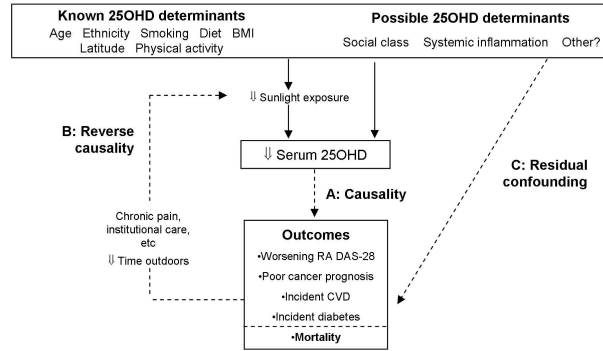 Known 25OHD determinants
Age Ethnicity Smoking Diet BMI
Latitude Physical activity
Possible 25OHD determinants
Social class Systemic inflammation Other?
⇓ Sunlight exposure
B: Reverse
causality
⇓ Serum 25OHD
C: Residual
confounding
A: Causality
Chronic pain,
institutional care,
etc
⇓ Time outdoors
Outcomes
•Worsening RA DAS-28
•Poor cancer prognosis
•Incident CVD
•Incident diabetes
•Mortality